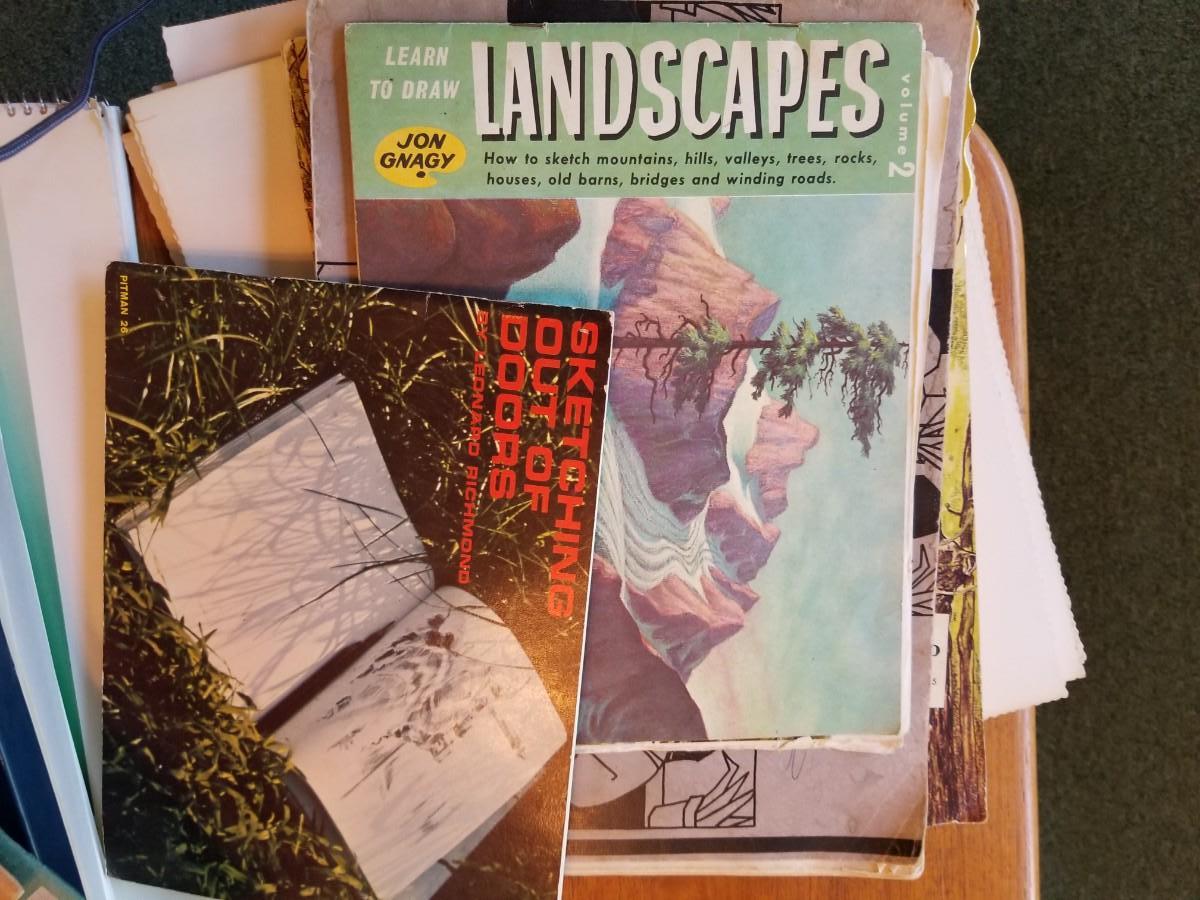 LEARN
TO DRAW
LANDSCAPES
volume 2
JON
GNAGY
How to sketch mountains, hills, valleys, trees, rocks,
houses, old barns, bridges and winding roads.
PITMAN 26
SKETCHING
OUT OF
DOORS
BY LEONARD RICHMOND